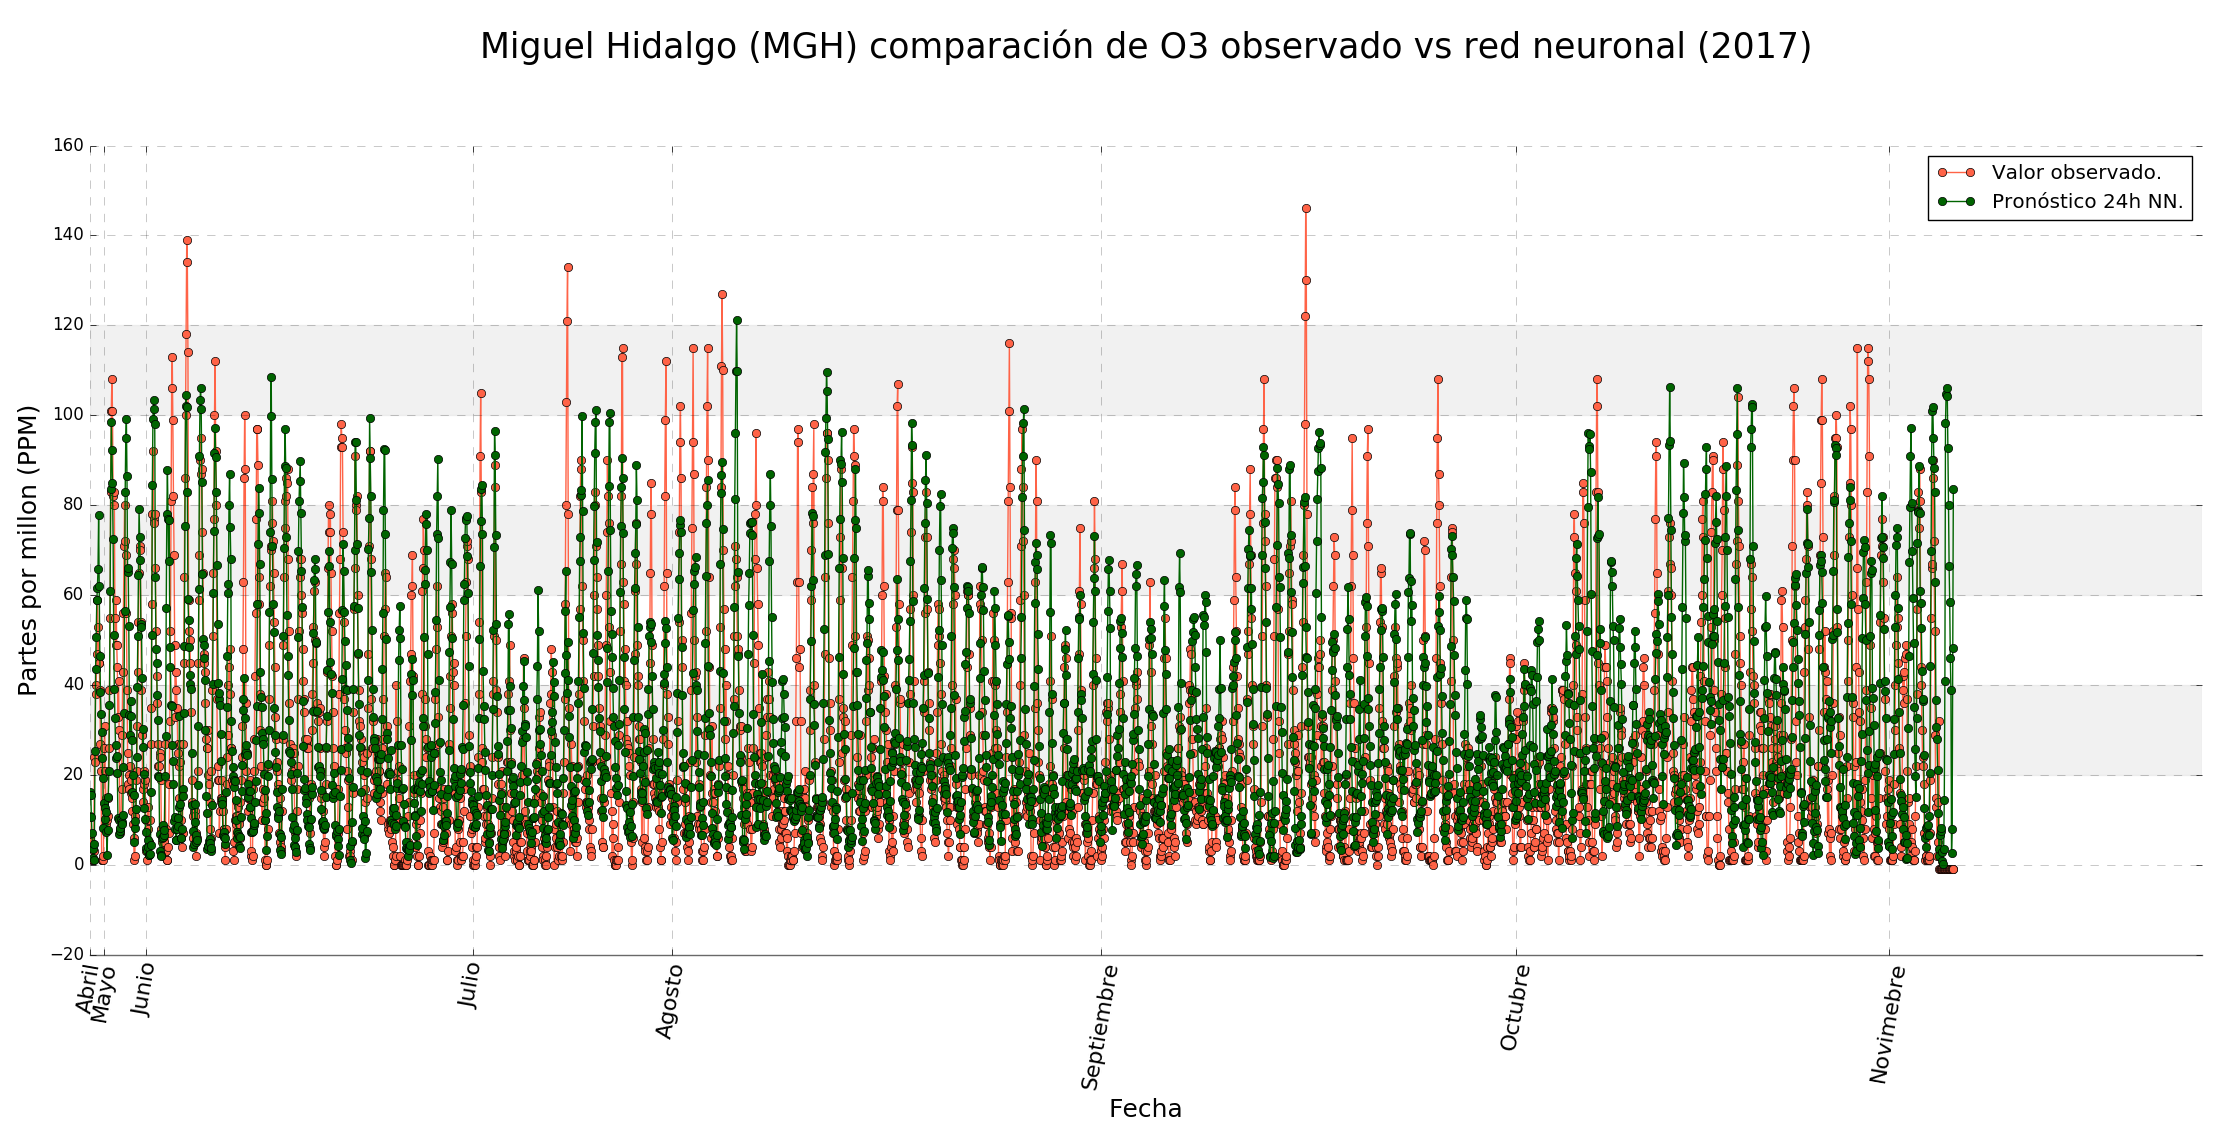 Miguel Hidalgo (MGH) comparación de O3 observado vs red neuronal (2017)
Valor observado.
Pronóstico 24h NN.
160
140
120
100
80
60
40
20
0
−20
Partes por millon (PPM)
Abril
Mayo
Junio
Julio
Agosto
Septiembre
Octubre
Novimebre
Fecha